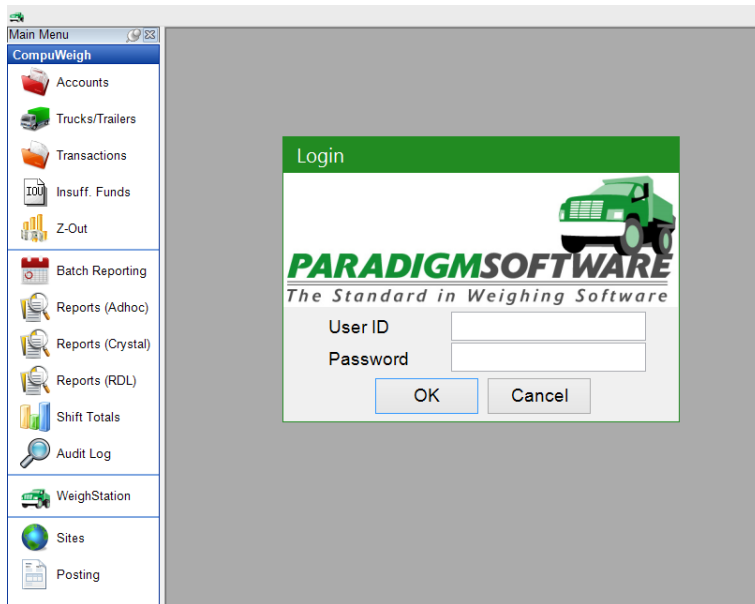 Main Menu
CompuWeigh
Accounts
Trucks/Trailers
Transactions
IOU
Insuff. Funds
Z-Out
Batch Reporting
Reports (Adhoc)
Reports (Crystal)
Reports (RDL)
Shift Totals
Audit Log
WeighStation
Sites
Posting
Login
PARADIGMSOFTWARE
The Standard in Weighing Software
User ID
Password
OK
Cancel